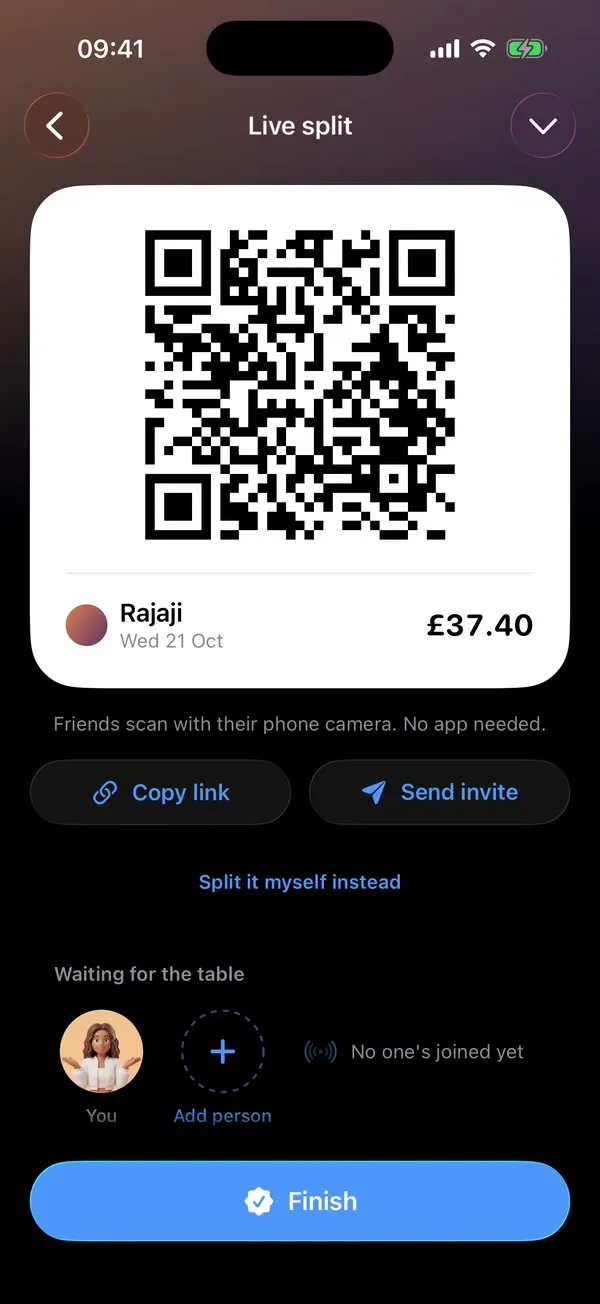 09:41
Live split
Rajaji
Wed 21 Oct
£37.40
Friends scan with their phone camera. No app needed.
Copy link
Send invite
Split it myself instead
Waiting for the table
No one's joined yet
You
Add person
Finish